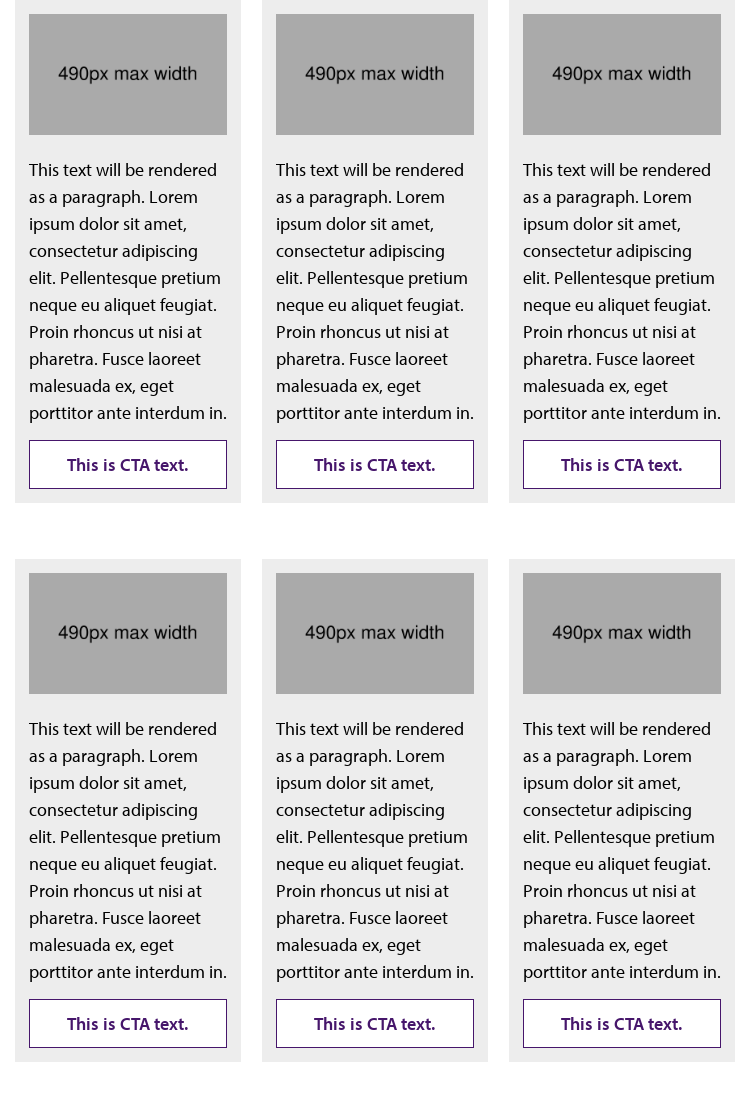 490px max width
This text will be rendered
as a paragraph. Lorem
ipsum dolor sit amet,
consectetur adipiscing
elit. Pellentesque pretium
neque eu aliquet feugiat.
Proin rhoncus ut nisi at
pharetra. Fusce laoreet
malesuada ex, eget
porttitor ante interdum in.
This is CTA text.
490px max width
This text will be rendered
as a paragraph. Lorem
ipsum dolor sit amet,
consectetur adipiscing
elit. Pellentesque pretium
neque eu aliquet feugiat.
Proin rhoncus ut nisi at
pharetra. Fusce laoreet
malesuada ex, eget
porttitor ante interdum in.
This is CTA text.
490px max width
This text will be rendered
as a paragraph. Lorem
ipsum dolor sit amet,
consectetur adipiscing
elit. Pellentesque pretium
neque eu aliquet feugiat.
Proin rhoncus ut nisi at
pharetra. Fusce laoreet
malesuada ex, eget
porttitor ante interdum in.
This is CTA text.
490px max width
This text will be rendered
as a paragraph. Lorem
ipsum dolor sit amet,
consectetur adipiscing
elit. Pellentesque pretium
neque eu aliquet feugiat.
Proin rhoncus ut nisi at
pharetra. Fusce laoreet
malesuada ex, eget
porttitor ante interdum in.
This is CTA text.
490px max width
This text will be rendered
as a paragraph. Lorem
ipsum dolor sit amet,
consectetur adipiscing
elit. Pellentesque pretium
neque eu aliquet feugiat.
Proin rhoncus ut nisi at
pharetra. Fusce laoreet
malesuada ex, eget
porttitor ante interdum in.
This is CTA text.
490px max width
This text will be rendered
as a paragraph. Lorem
ipsum dolor sit amet,
consectetur adipiscing
elit. Pellentesque pretium
neque eu aliquet feugiat.
Proin rhoncus ut nisi at
pharetra. Fusce laoreet
malesuada ex, eget
porttitor ante interdum in.
This is CTA text.